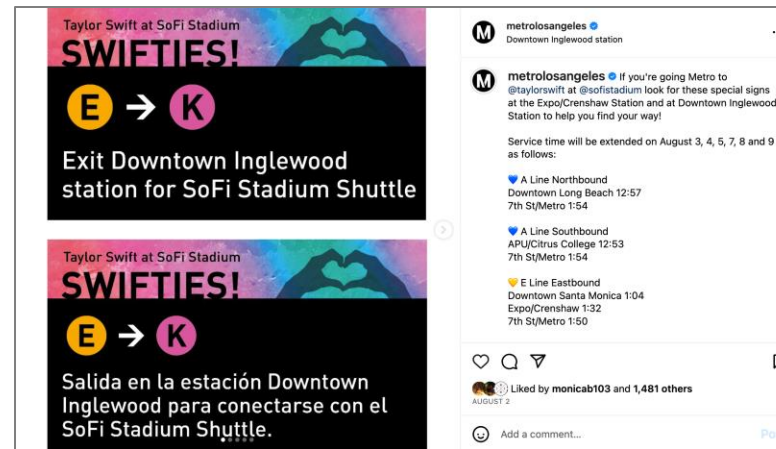 Taylor Swift at SoFi Stadium
SWIFTIES!
E → K
Exit Downtown Inglewood
station for SoFi Stadium Shuttle
Taylor Swift at SoFi Stadium
SWIFTIES!
E → K
Salida en la estación Downtown
Inglewood para conectarse con el
SoFi Stadium Shuttle.
M
metrolosangeles
Downtown Inglewood station
M
metrolosangeles If you're going Metro to
@taylorswift at @sofistadium look for these special signs
at the Expo/Crenshaw Station and at Downtown Inglewood
Station to help you find your way!
Service time will be extended on August 3, 4, 5, 7, 8 and 9
as follows:
💙 A Line Northbound
Downtown Long Beach 12:57
7th St/Metro 1:54
💙 A Line Southbound
APU/Citrus College 12:53
7th St/Metro 1:54
💛 E Line Eastbound
Downtown Santa Monica 1:04
Expo/Crenshaw 1:32
7th St/Metro 1:50
Liked by monicab103 and 1,481 others
AUGUST 2
Add a comment...